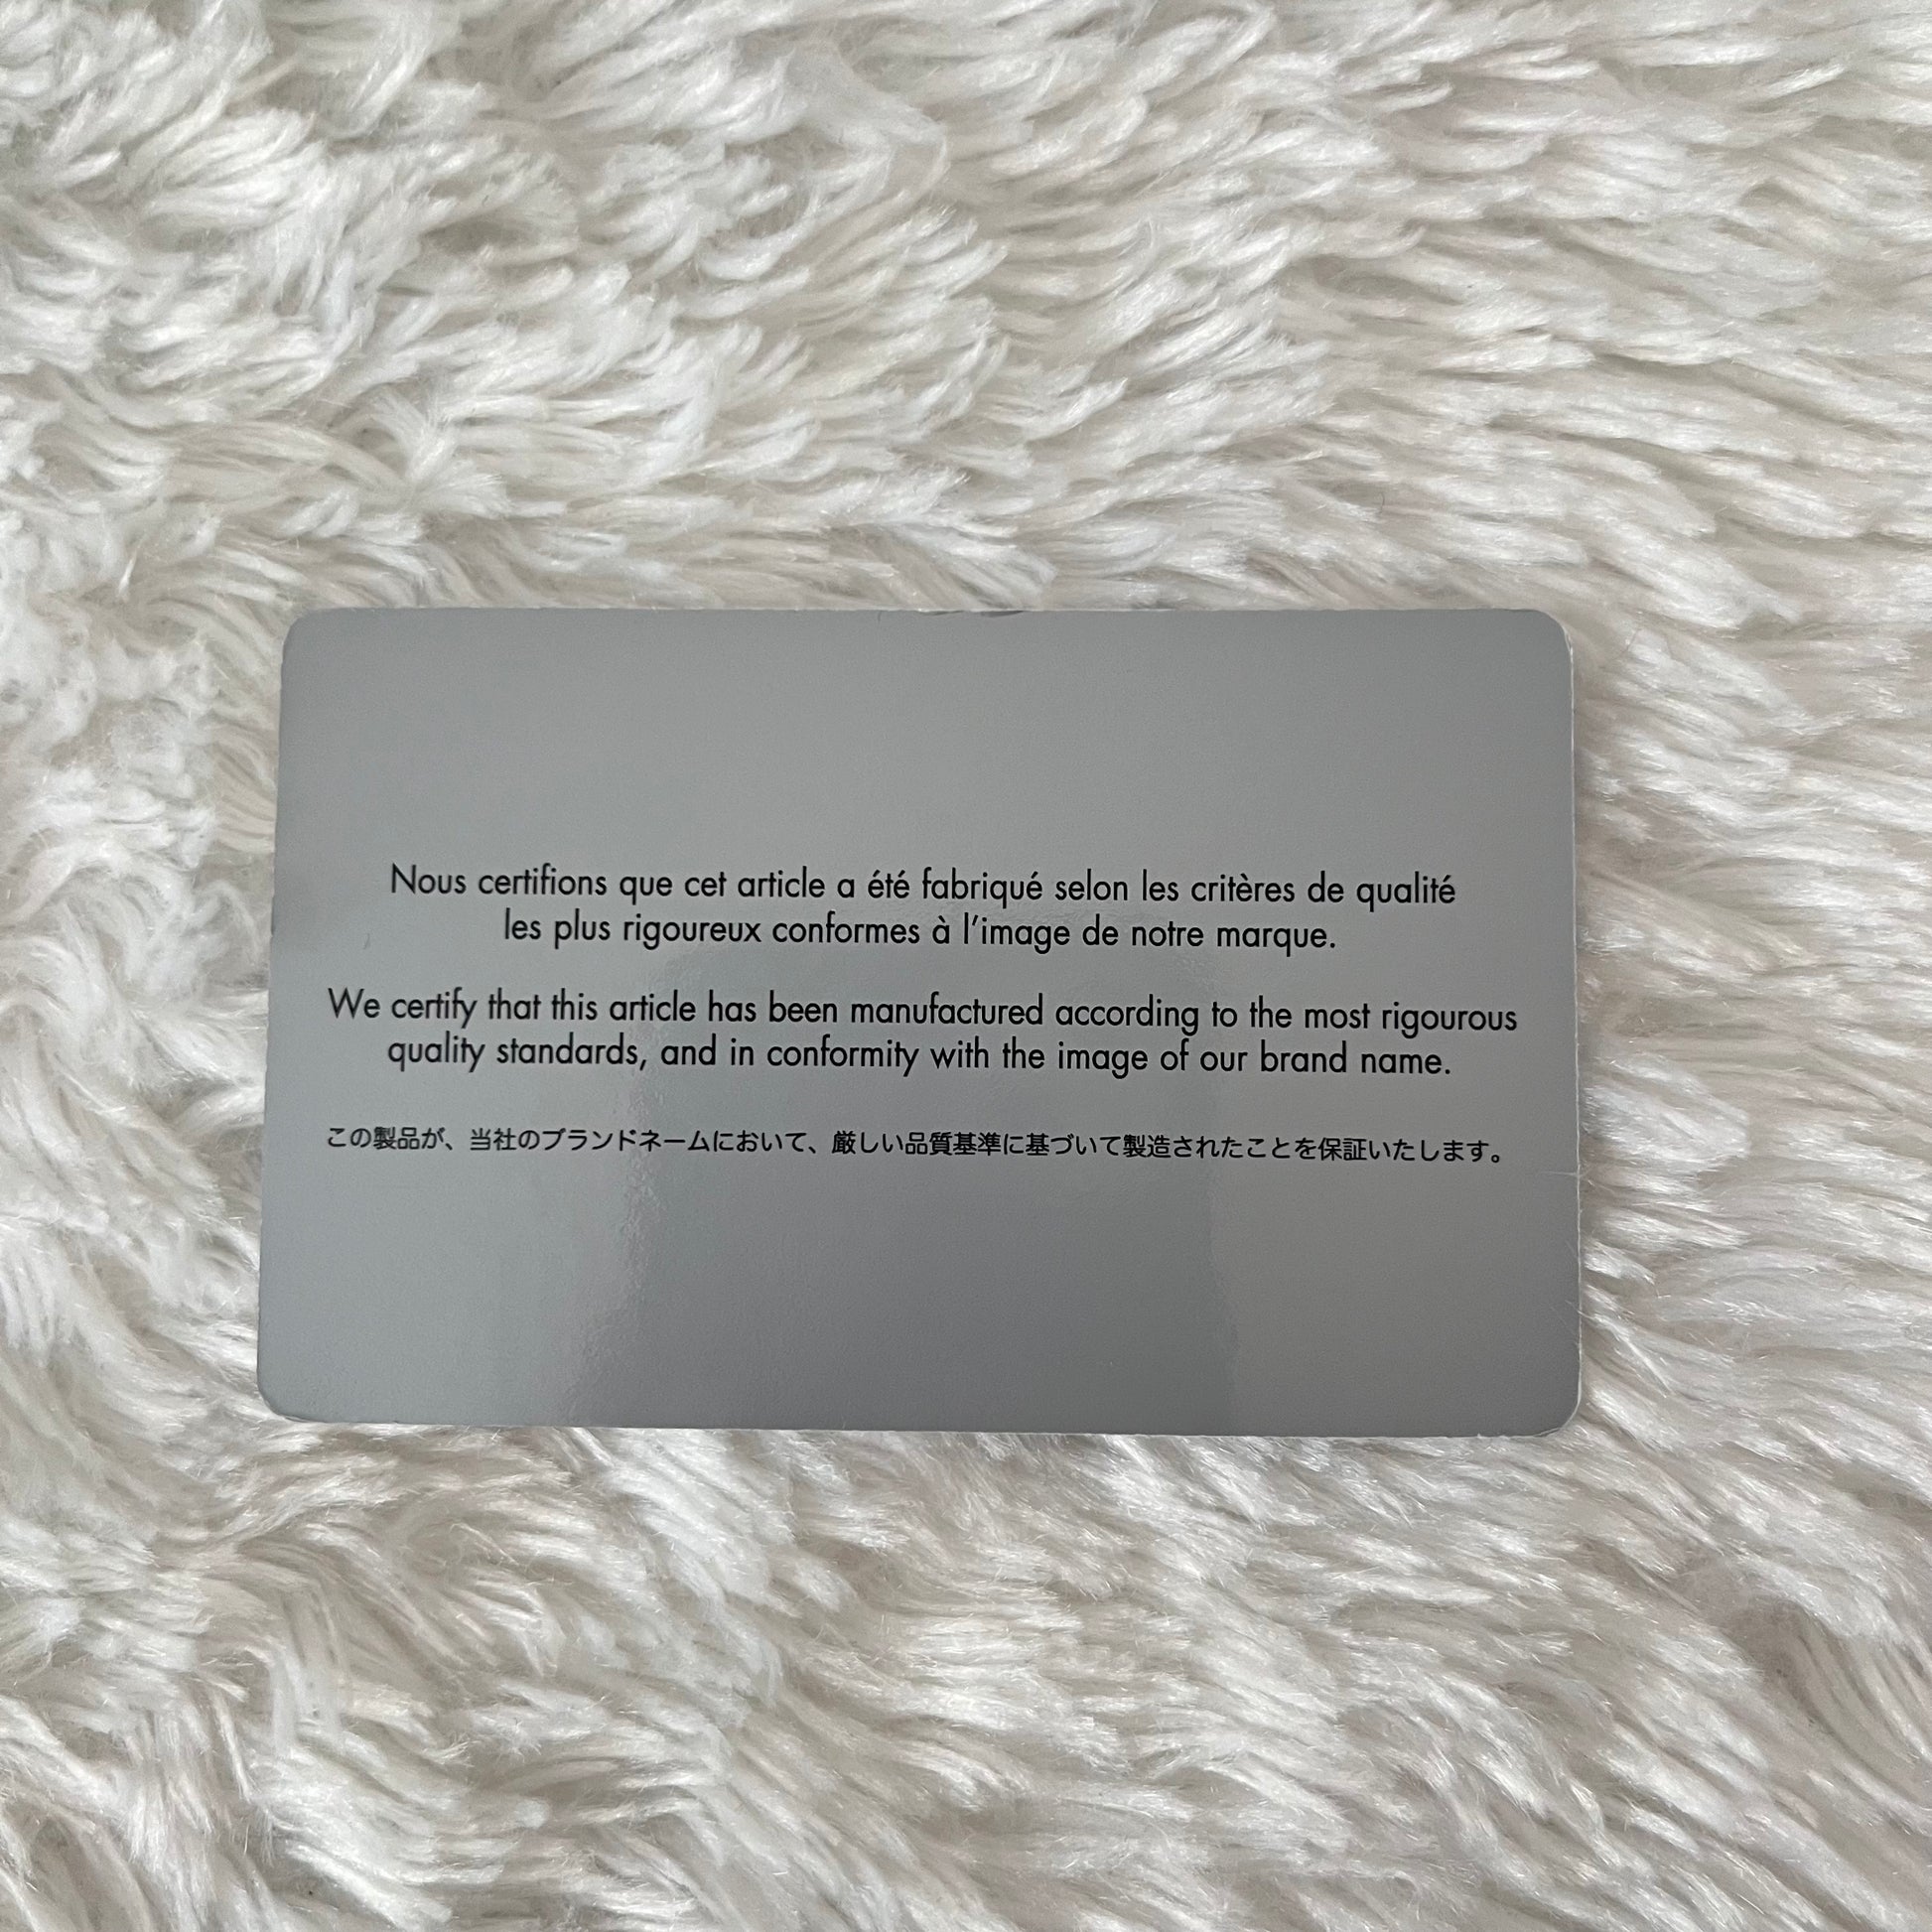 Nous certifions que cet article a été fabriqué selon les critères de qualité
les plus rigoureux conformes à l'image de notre marque.
We certify that this article has been manufactured according to the most rigourous
quality standards, and in conformity with the image of our brand name.
この製品が、当社のブランドネームにおいて、厳しい品質基準に基づいて製造されたことを保証いたします。